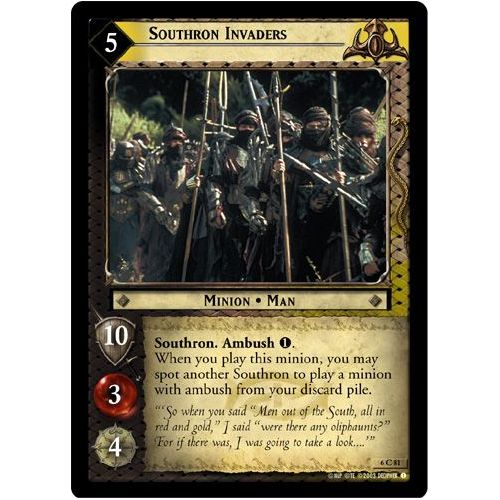 5
Southron Invaders
Minion • Man
10
Southron. Ambush ❶.
When you play this minion, you may
spot another Southron to play a minion
with ambush from your discard pile.
3
4
“‘So when you said “Men out of the South, all in
red and gold,” I said “were there any oliphaunts?”
For if there was, I was going to take a look....’”
6 C 81